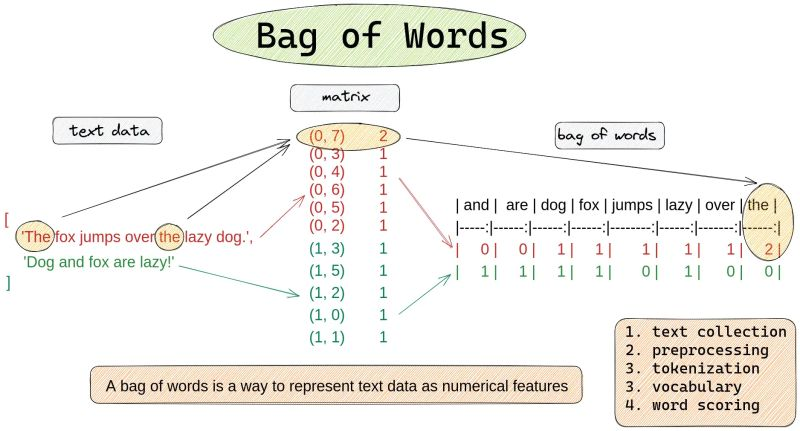 Bag of Words
matrix
text data
bag of words
[
'The fox jumps over the lazy dog.',
'Dog and fox are lazy!'
]
(0, 7) 2
(0, 3) 1
(0, 4) 1
(0, 6) 1
(0, 5) 1
(0, 2) 1
(1, 3) 1
(1, 5) 1
(1, 2) 1
(1, 0) 1
(1, 1) 1
| and | are | dog | fox | jumps | lazy | over | the |
|-----:|------:|------:|------:|--------:|------:|-------:|------:|
| 0 | 0 | 1 | 1 | 1 | 1 | 1 | 2 |
| 1 | 1 | 1 | 1 | 0 | 1 | 0 | 0 |
1. text collection
2. preprocessing
3. tokenization
3. vocabulary
4. word scoring
A bag of words is a way to represent text data as numerical features